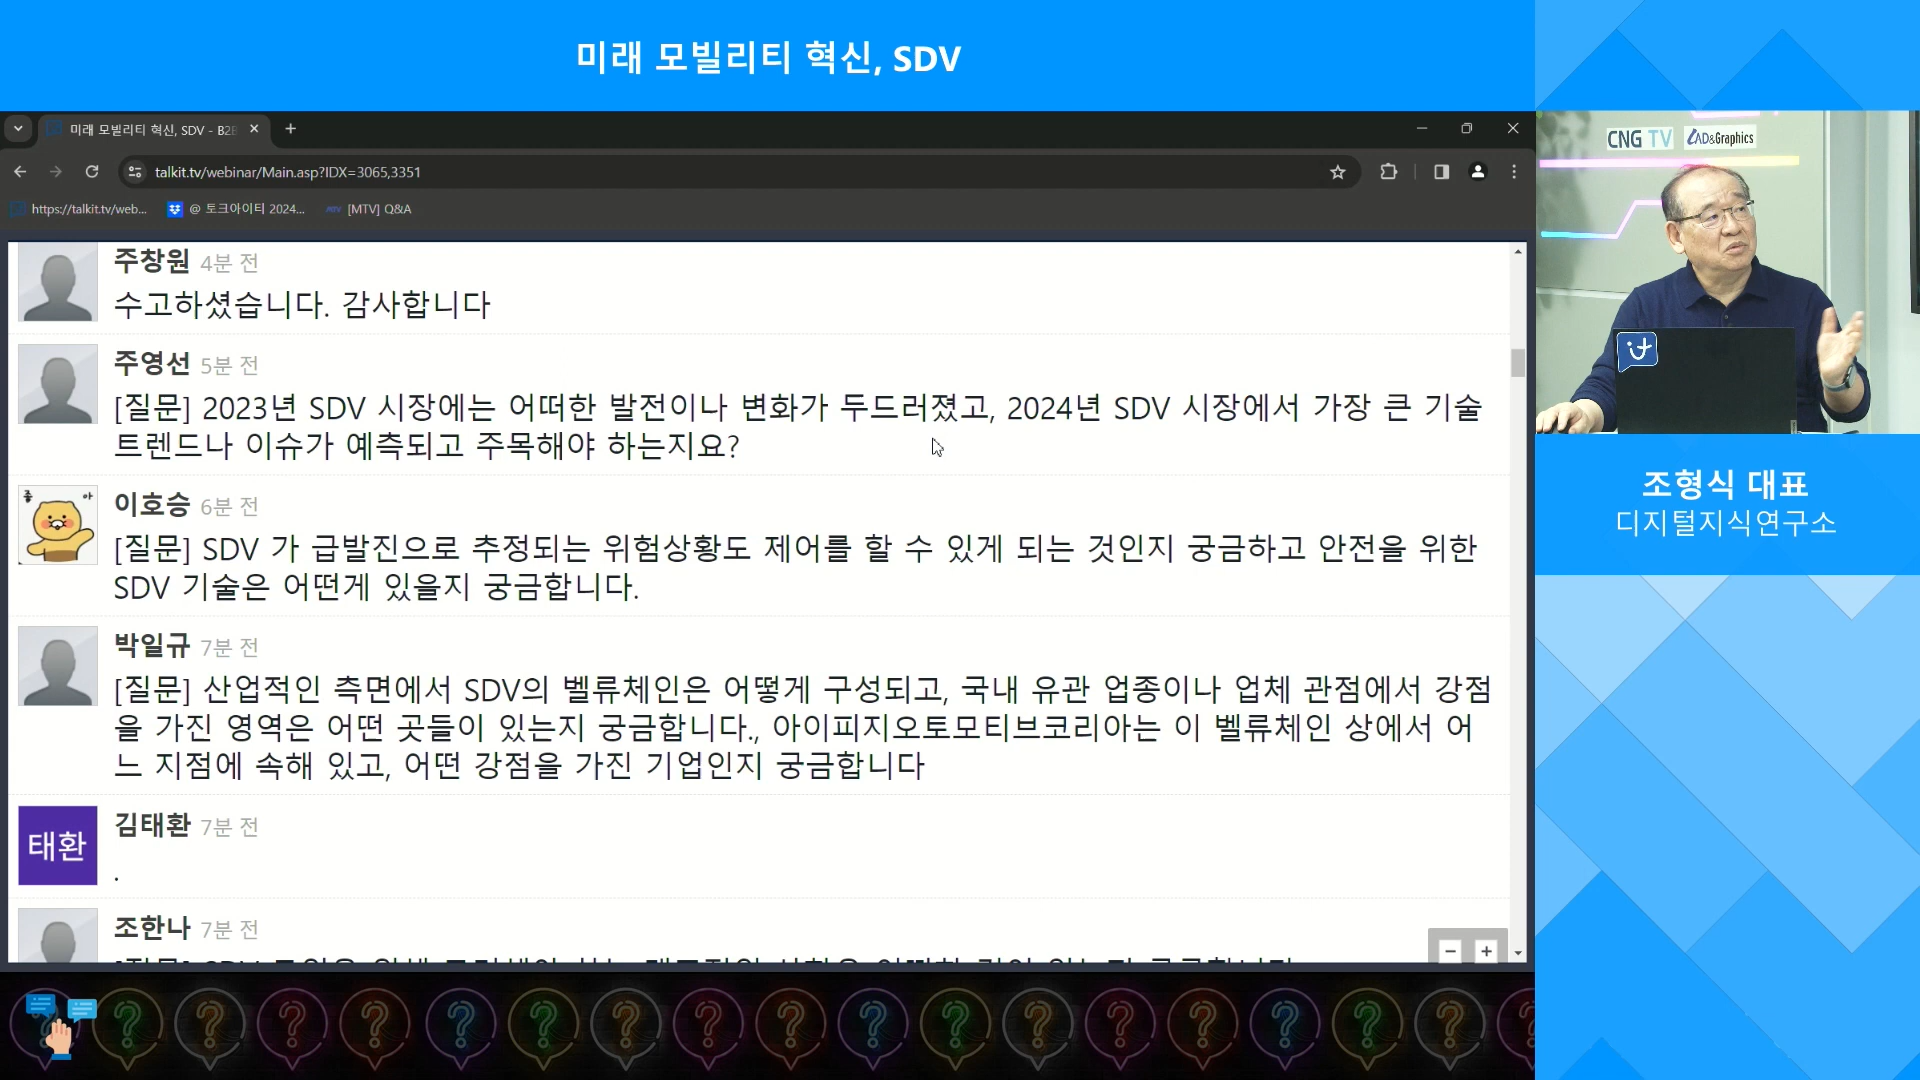 미래 모빌리티 혁신, SDV
미래 모빌리티 혁신, SDV - B2B
talkit.tv/webinar/Main.asp?IDX=3065,3351
https://talkit.tv/web...
@ 토크아이티 2024...
[MTV] Q&A
주창원 4분 전
수고하셨습니다. 감사합니다
주영선 5분 전
[질문] 2023년 SDV 시장에는 어떠한 발전이나 변화가 두드러졌고, 2024년 SDV 시장에서 가장 큰 기술
트렌드나 이슈가 예측되고 주목해야 하는지요?
좋 아
이호승 6분 전
[질문] SDV 가 급발진으로 추정되는 위험상황도 제어를 할 수 있게 되는 것인지 궁금하고 안전을 위한
SDV 기술은 어떤게 있을지 궁금합니다.
박일규 7분 전
[질문] 산업적인 측면에서 SDV의 벨류체인은 어떻게 구성되고, 국내 유관 업종이나 업체 관점에서 강점
을 가진 영역은 어떤 곳들이 있는지 궁금합니다., 아이피지오토모티브코리아는 이 벨류체인 상에서 어
느 지점에 속해 있고, 어떤 강점을 가진 기업인지 궁금합니다
태환
김태환 7분 전
.
조한나 7분 전
CNG TV
CAD&Graphics
조형식 대표
디지털지식연구소